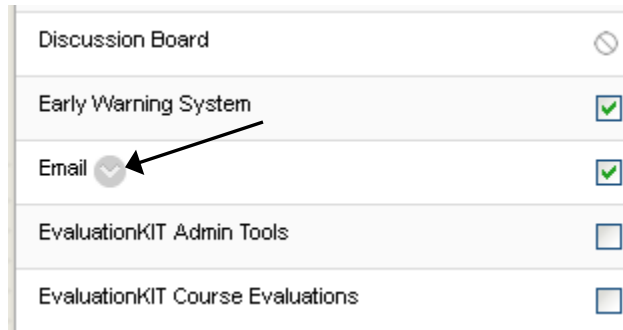 Discussion Board
Early Warning System
Email
EvaluationKIT Admin Tools
EvaluationKIT Course Evaluations